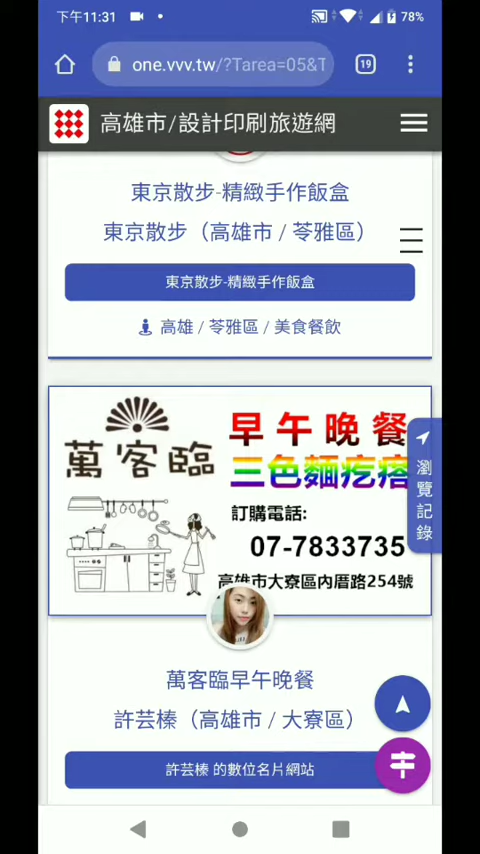 下午11:31
78%
one.vvv.tw/?Tarea=05&T
19
高雄市/設計印刷旅遊網
東京散步-精緻手作飯盒
東京散步（高雄市 / 苓雅區）
東京散步-精緻手作飯盒
高雄 / 苓雅區 / 美食餐飲
萬客臨
早午晚餐
三色麵疙瘩
訂購電話:
07-7833735
高雄市大寮區內厝路254號
瀏覽記錄
萬客臨早午晚餐
許芸榛（高雄市 / 大寮區）
許芸榛 的數位名片網站